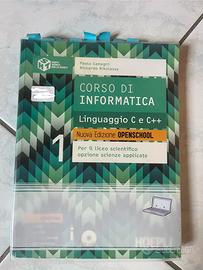 Paolo Camagni
Riccardo Nikolassy
CORSO DI
INFORMATICA
Linguaggio C e C++
Nuova Edizione OPENSCHOOL
1
Per il liceo scientifico
opzione scienze applicate